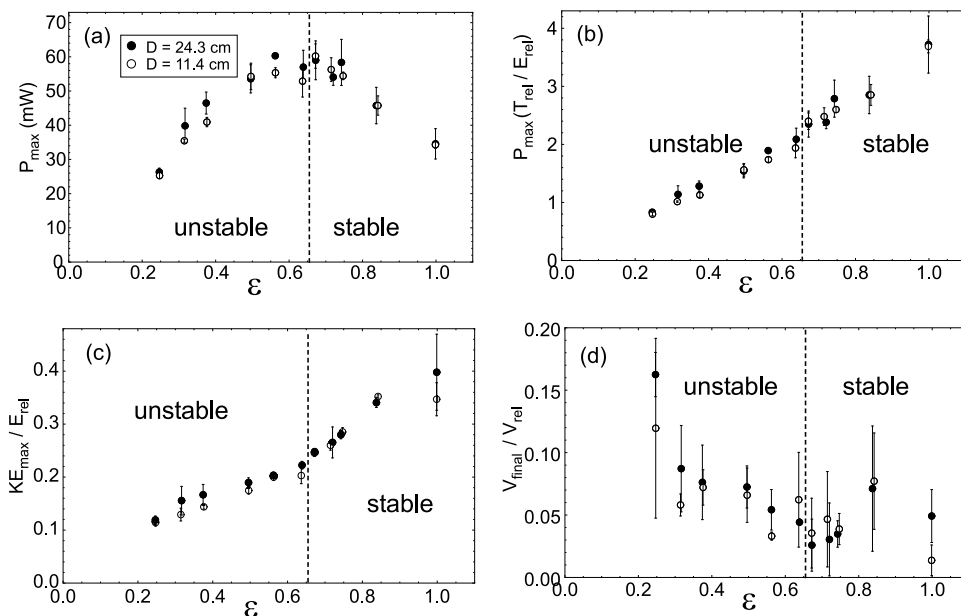 (a)
D = 24.3 cm
D = 11.4 cm
P_max (mW)
70
60
50
40
30
20
10
0
unstable
stable
0.0 0.2 0.4 0.6 0.8 1.0
ε
(b)
P_max (T_rel / E_rel)
4
3
2
1
0
unstable
stable
0.0 0.2 0.4 0.6 0.8 1.0
ε
(c)
KE_max / E_rel
0.4
0.3
0.2
0.1
0.0
unstable
stable
0.0 0.2 0.4 0.6 0.8 1.0
ε
(d)
V_final / V_rel
0.20
0.15
0.10
0.05
0.00
unstable
stable
0.0 0.2 0.4 0.6 0.8 1.0
ε